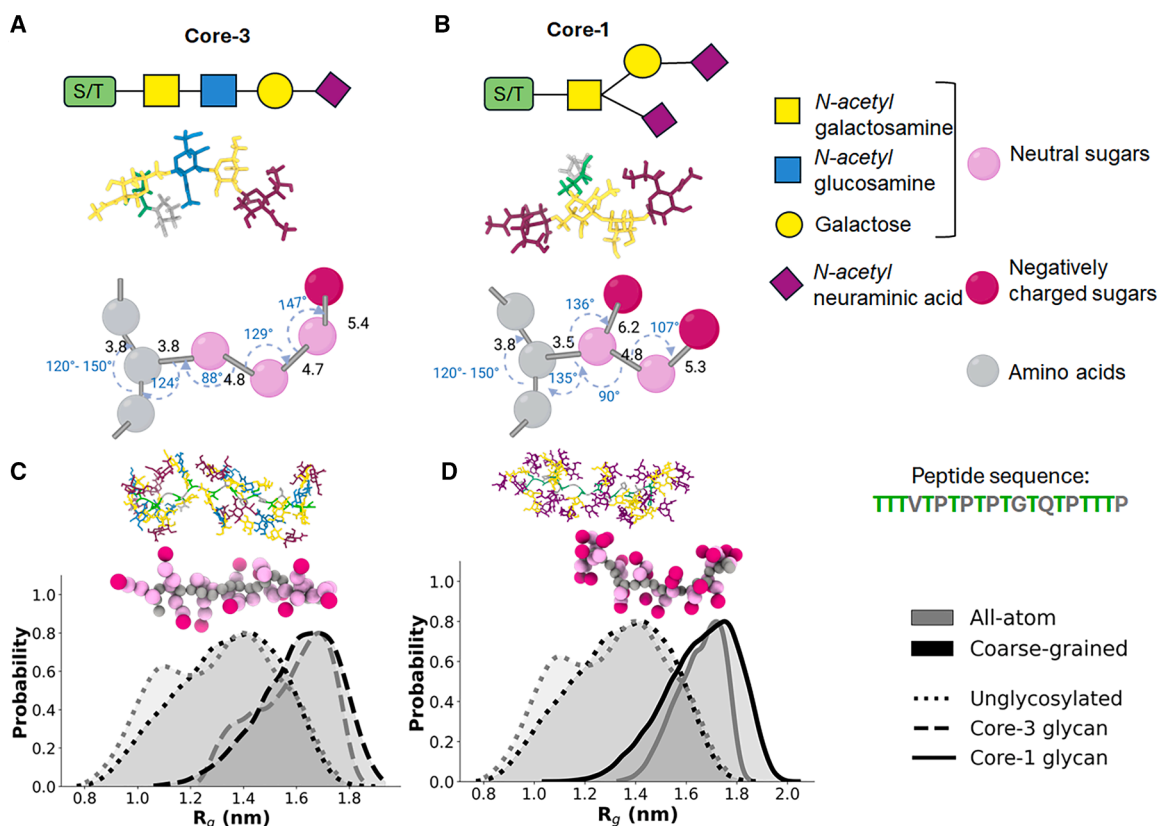 A
Core-3
S/T
B
Core-1
S/T
N-acetyl
galactosamine
N-acetyl
glucosamine
Galactose
N-acetyl
neuraminic acid
Neutral sugars
Negatively
charged sugars
Amino acids
147°
5.4
129°
3.8
3.8
120°- 150°
124°
88°
4.8
4.7
136°
6.2
107°
3.8
3.5
4.8
120°- 150°
135°
5.3
90°
C
Probability
1.0
0.8
0.6
0.4
0.2
0.0
0.8
1.0
1.2
1.4
1.6
1.8
Rg (nm)
D
Probability
1.0
0.8
0.6
0.4
0.2
0.0
0.8
1.0
1.2
1.4
1.6
1.8
2.0
Rg (nm)
Peptide sequence:
TTTVTPTPTPTGTQTPTTTP
All-atom
Coarse-grained
Unglycosylated
Core-3 glycan
Core-1 glycan